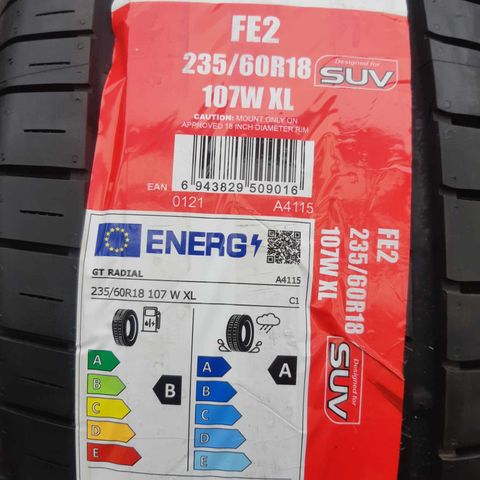 FE2
235/60R18
107W XL
Designed for
SUV
CAUTION: MOUNT ONLY ON
APPROVED 18 INCH DIAMETER RIM
EAN 6 943829 509016
0121 A4115
ENERG
GT RADIAL A4115
235/60R18 107 W XL C1
A
B
C
D
E
B
A
B
C
D
E
A
FE2
235/60R18
107W XL
Designed for
SUV